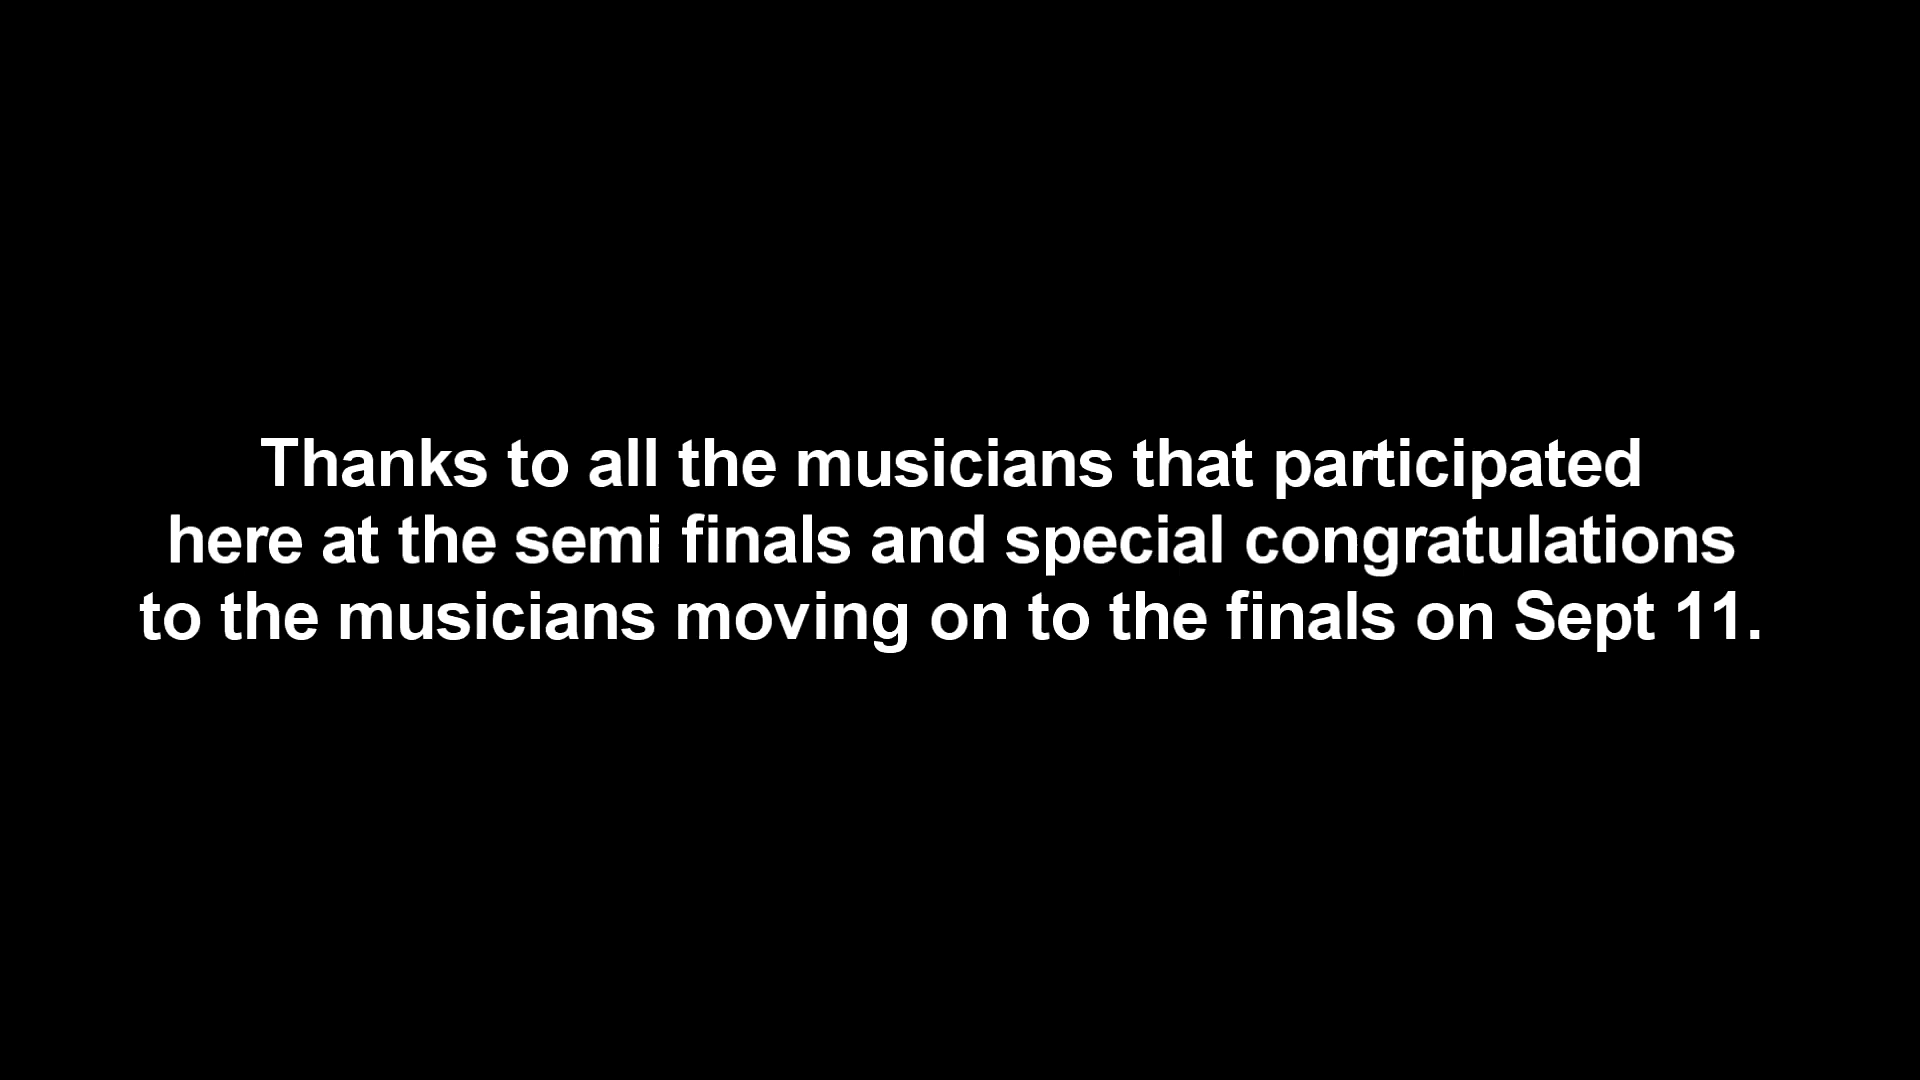 Thanks to all the musicians that participated
here at the semi finals and special congratulations
to the musicians moving on to the finals on Sept 11.